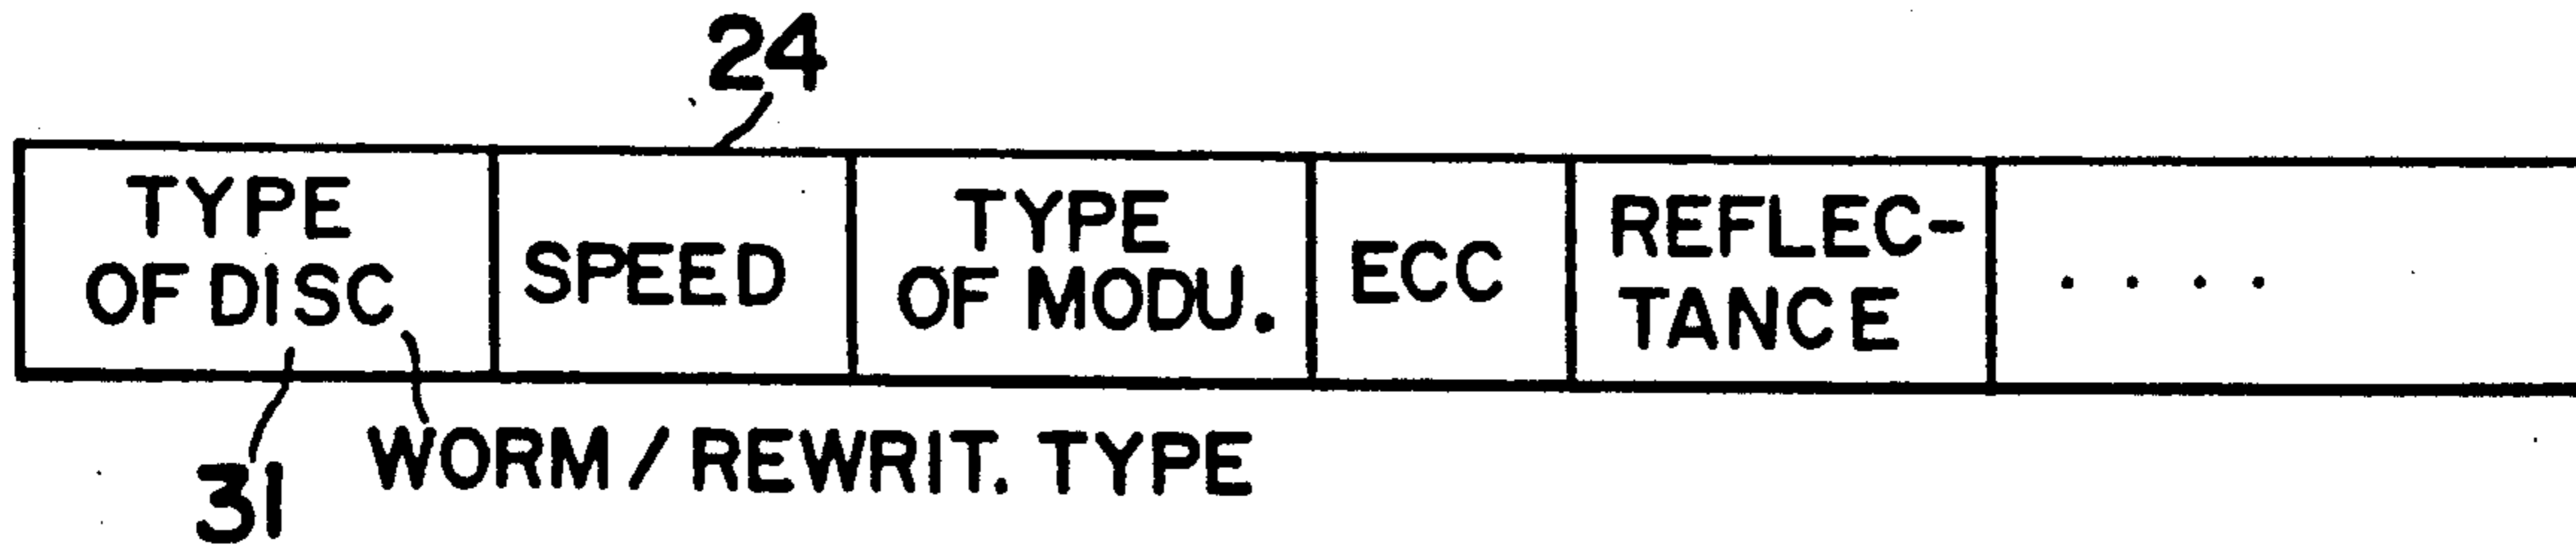 24
TYPE
OF DISC
SPEED
TYPE
OF MODU.
ECC
REFLEC-
TANCE
. . . .
31
WORM / REWRIT. TYPE